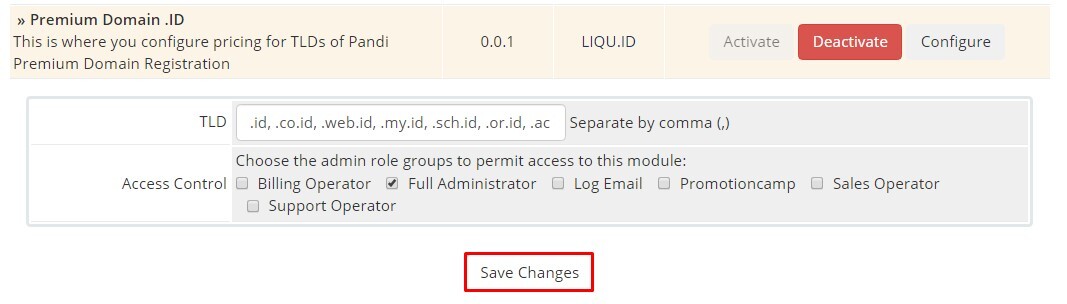 » Premium Domain .ID
This is where you configure pricing for TLDs of Pandi
Premium Domain Registration
0.0.1
LIQU.ID
Activate
Deactivate
Configure
TLD
.id, .co.id, .web.id, .my.id, .sch.id, .or.id, .ac
Separate by comma (,)
Access Control
Choose the admin role groups to permit access to this module:
Billing Operator Full Administrator Log Email Promotioncamp Sales Operator
Support Operator
Save Changes